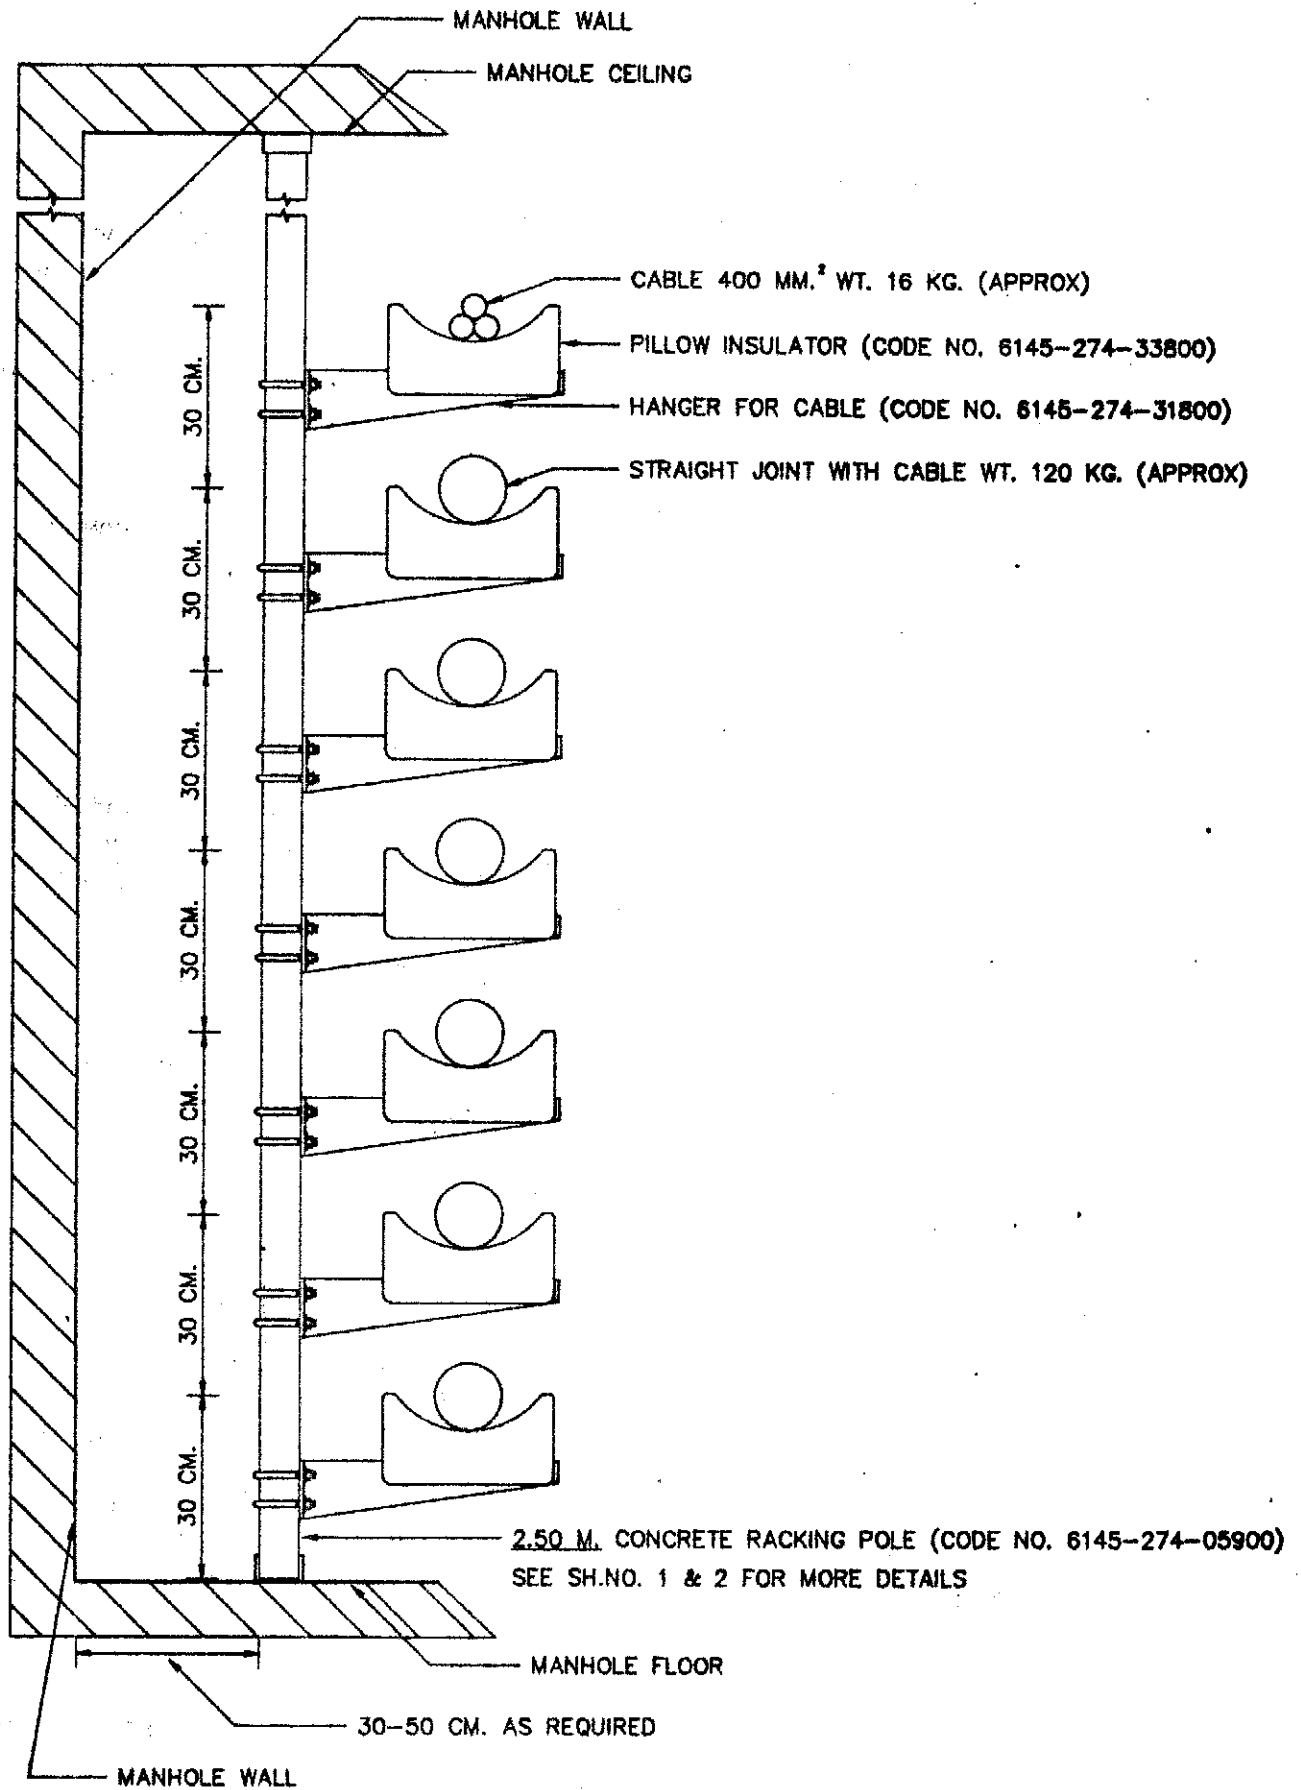 MANHOLE WALL
MANHOLE CEILING
CABLE 400 MM.² WT. 16 KG. (APPROX)
PILLOW INSULATOR (CODE NO. 6145-274-33800)
HANGER FOR CABLE (CODE NO. 6145-274-31800)
STRAIGHT JOINT WITH CABLE WT. 120 KG. (APPROX)
30 CM.
30 CM.
30 CM.
30 CM.
30 CM.
30 CM.
30 CM.
2.50 M. CONCRETE RACKING POLE (CODE NO. 6145-274-05900)
SEE SH.NO. 1 & 2 FOR MORE DETAILS
MANHOLE FLOOR
30-50 CM. AS REQUIRED
MANHOLE WALL